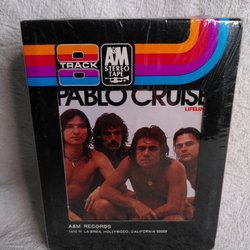 8
TRACK
A&M
STEREO
TAPE
PABLO CRUISE
LIFELINE
A&M RECORDS
1416 N. LA BREA, HOLLYWOOD, CALIFORNIA 90028